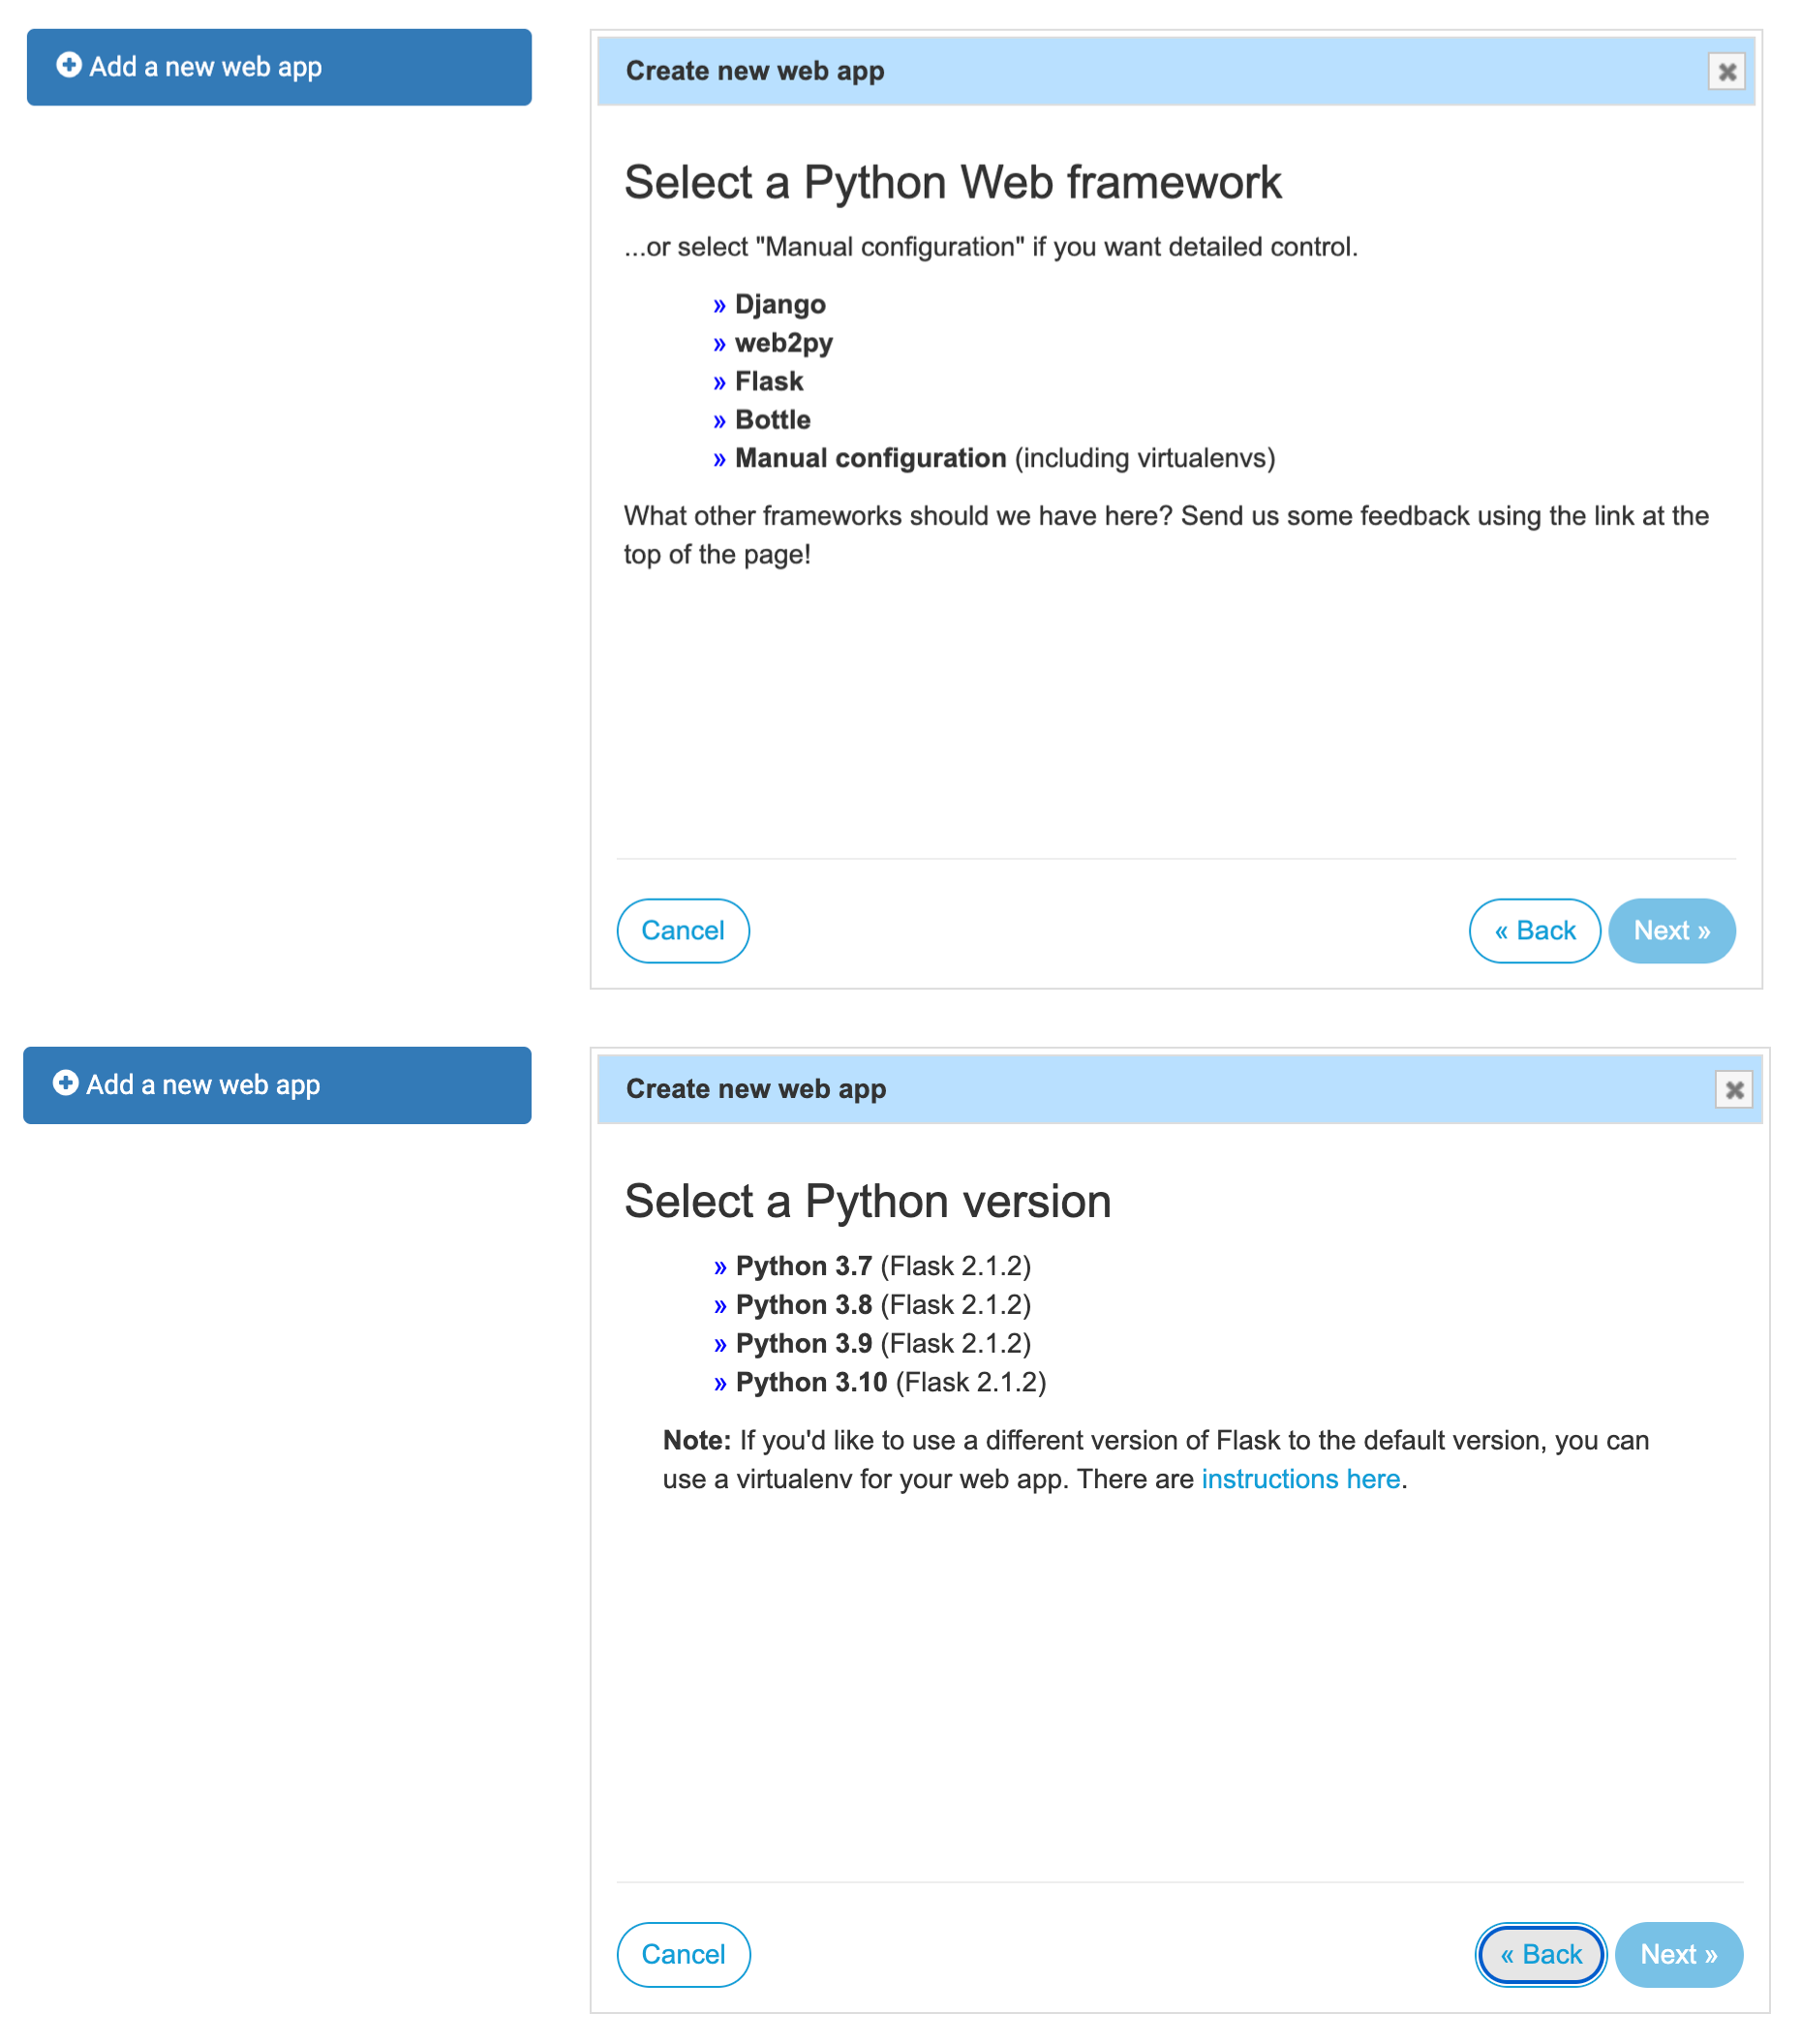 Add a new web app
Create new web app
Select a Python Web framework
...or select "Manual configuration" if you want detailed control.
» Django
» web2py
» Flask
» Bottle
» Manual configuration (including virtualenvs)
What other frameworks should we have here? Send us some feedback using the link at the
top of the page!
Cancel
« Back
Next »
Add a new web app
Create new web app
Select a Python version
» Python 3.7 (Flask 2.1.2)
» Python 3.8 (Flask 2.1.2)
» Python 3.9 (Flask 2.1.2)
» Python 3.10 (Flask 2.1.2)
Note: If you'd like to use a different version of Flask to the default version, you can
use a virtualenv for your web app. There are instructions here.
Cancel
« Back
Next »